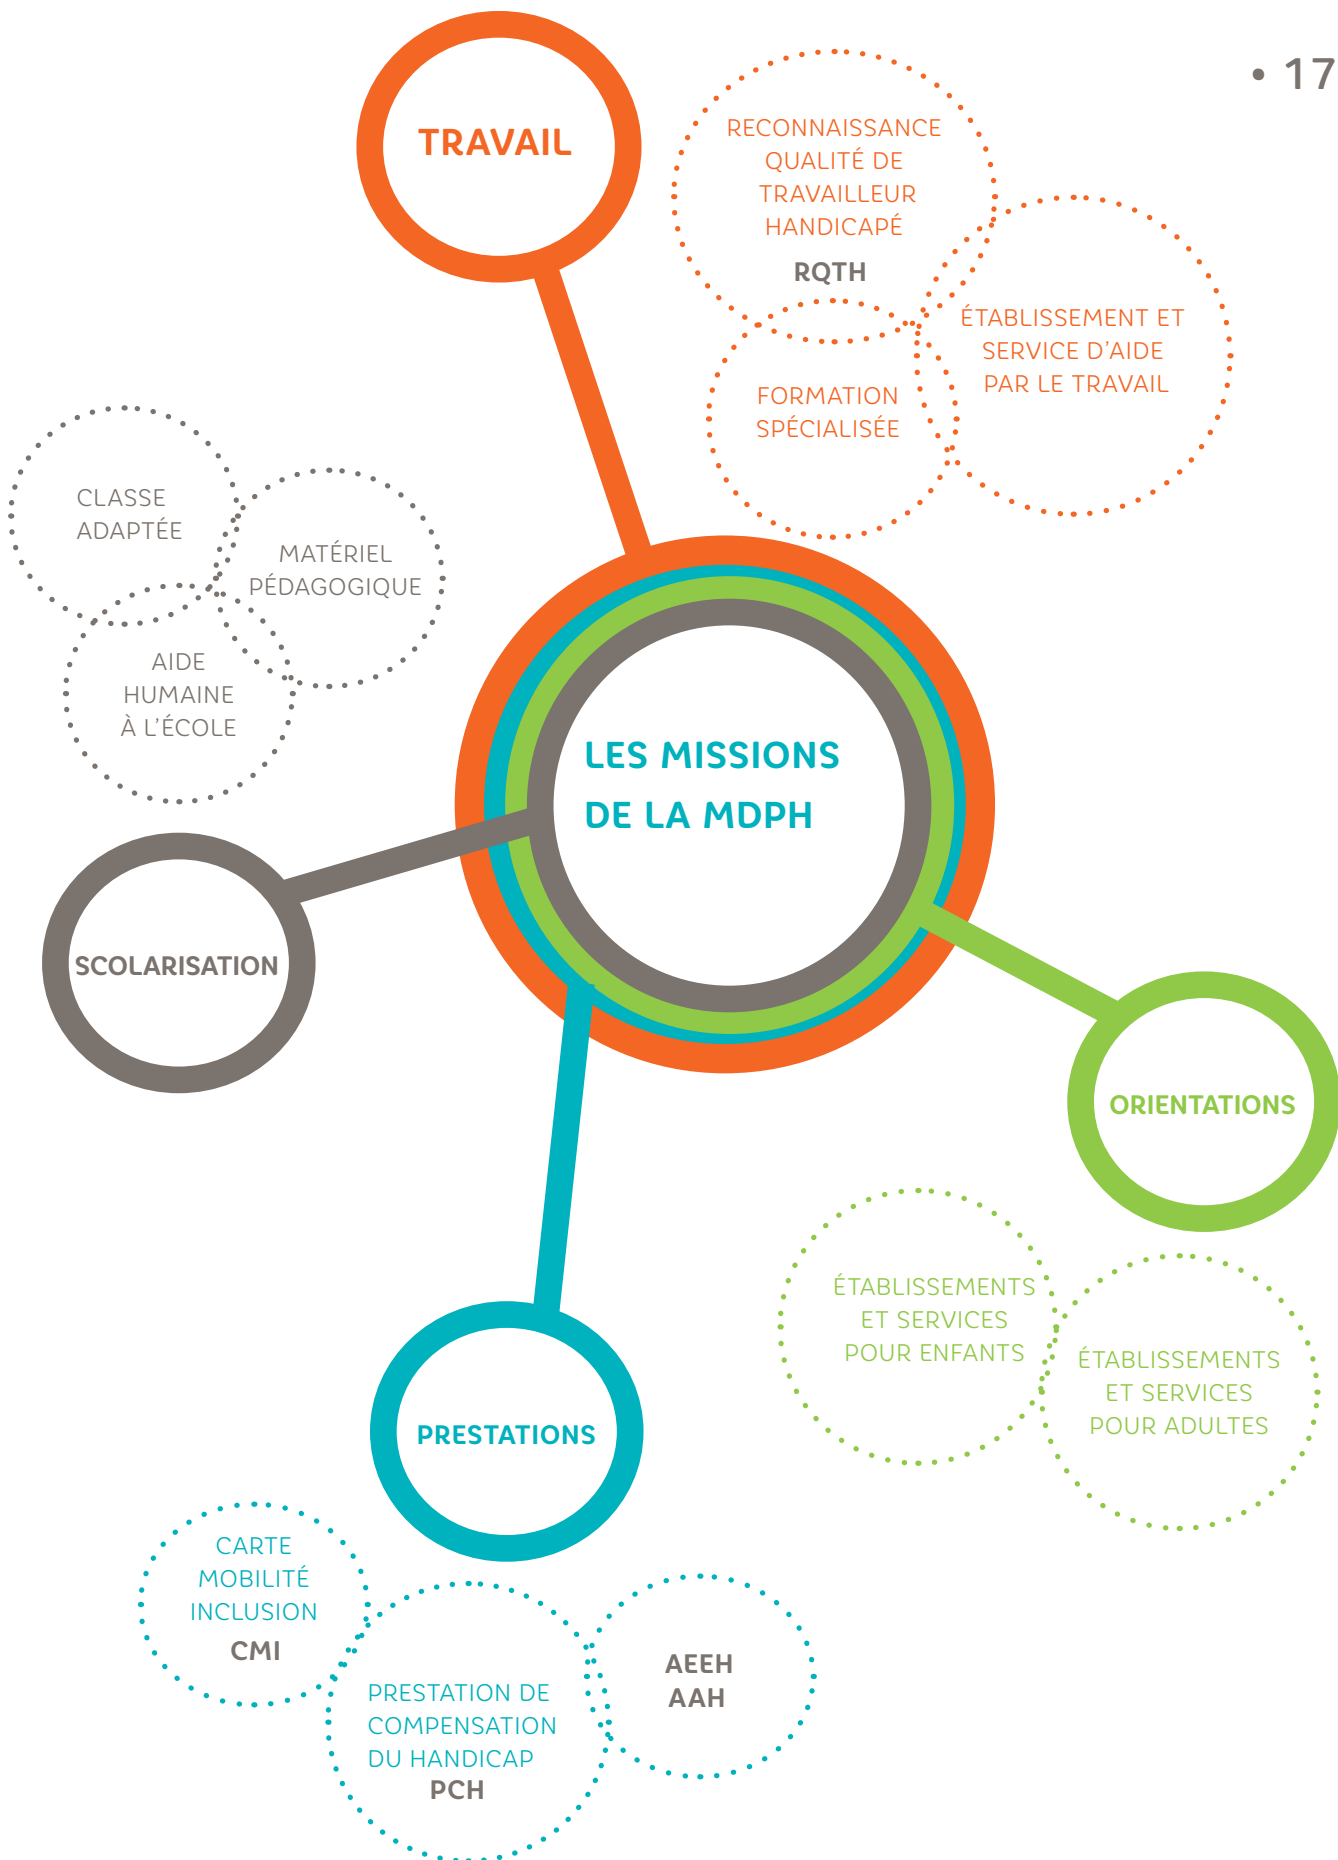 • 17
TRAVAIL
RECONNAISSANCE
QUALITÉ DE
TRAVAILLEUR
HANDICAPÉ
RQTH
ÉTABLISSEMENT ET
SERVICE D’AIDE
PAR LE TRAVAIL
FORMATION
SPÉCIALISÉE
CLASSE
ADAPTÉE
MATÉRIEL
PÉDAGOGIQUE
AIDE
HUMAINE
À L’ÉCOLE
LES MISSIONS
DE LA MDPH
SCOLARISATION
ORIENTATIONS
ÉTABLISSEMENTS
ET SERVICES
POUR ENFANTS
ÉTABLISSEMENTS
ET SERVICES
POUR ADULTES
PRESTATIONS
CARTE
MOBILITÉ
INCLUSION
CMI
PRESTATION DE
COMPENSATION
DU HANDICAP
PCH
AEEH
AAH